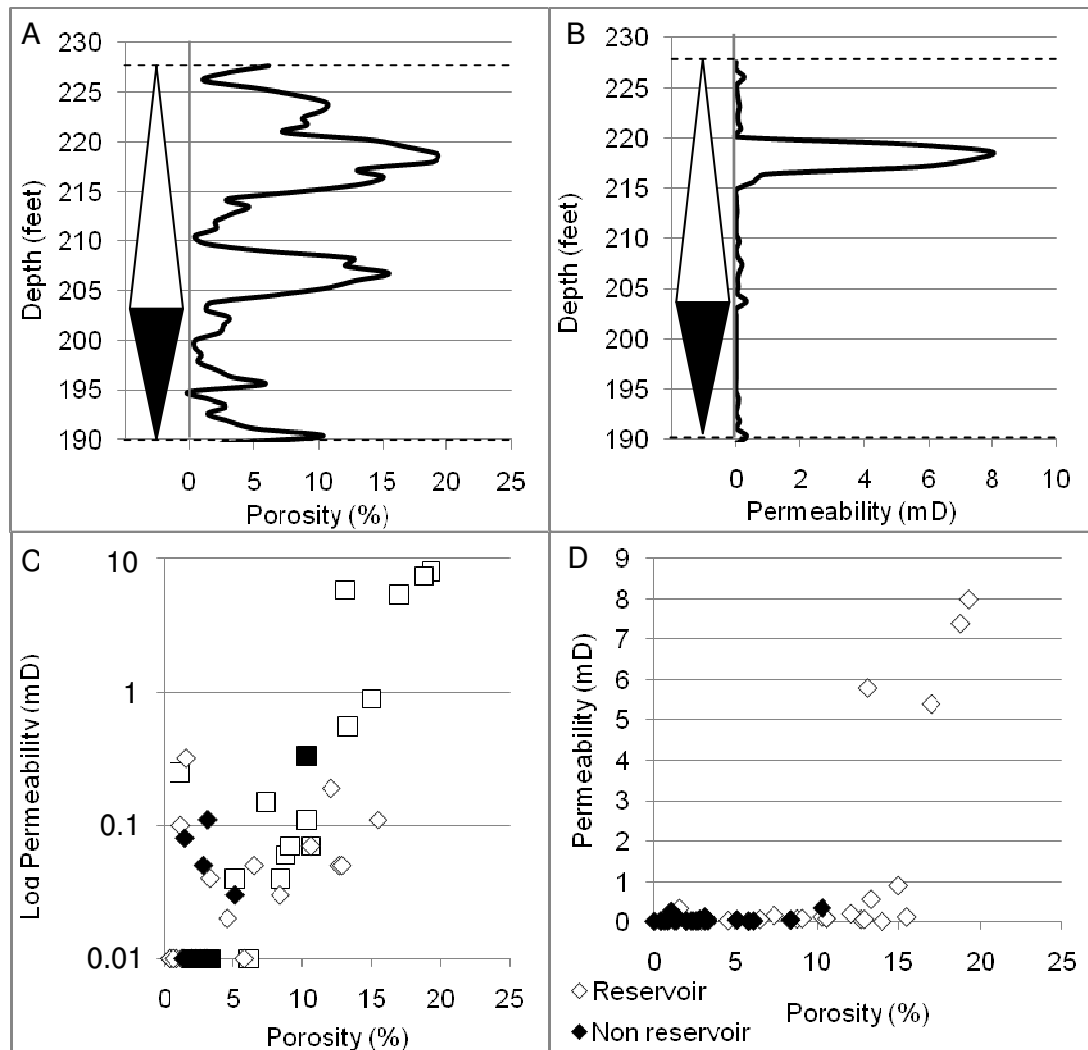 A
230
225
220
215
210
205
200
195
190
Depth (feet)
0 5 10 15 20 25
Porosity (%)
B
230
225
220
215
210
205
200
195
190
Depth (feet)
0 2 4 6 8 10
Permeability (mD)
C
10
1
0.1
0.01
Log Permeability (mD)
0 5 10 15 20 25
Porosity (%)
D
9
8
7
6
5
4
3
2
1
0
Permeability (mD)
0 5 10 15 20 25
Reservoir
Porosity (%)
Non reservoir